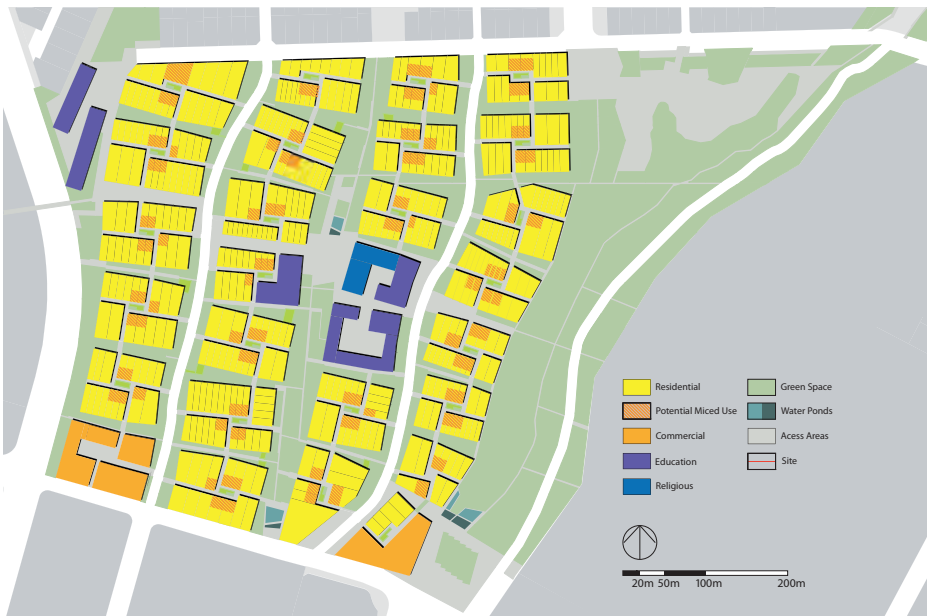 Residential
Potential Miced Use
Commercial
Education
Religious
Green Space
Water Ponds
Acess Areas
Site
20m 50m 100m 200m